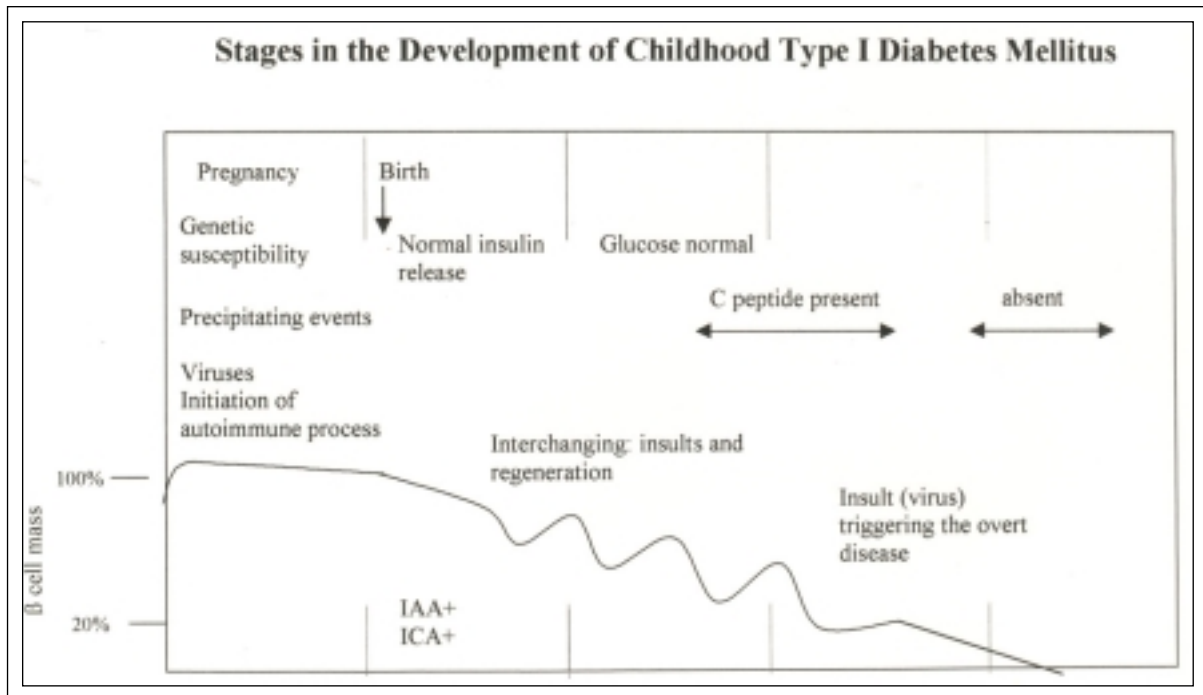 Stages in the Development of Childhood Type I Diabetes Mellitus
Pregnancy
Birth
Genetic
susceptibility
Normal insulin
release
Glucose normal
Precipitating events
C peptide present
absent
Viruses
Initiation of
autoimmune process
Interchanging: insults and
regeneration
Insult (virus)
triggering the overt
disease
100%
β cell mass
20%
IAA+
ICA+